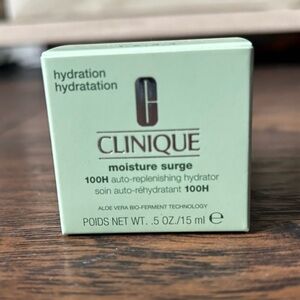 hydration
hydratation
CLINIQUE
moisture surge
100H auto-replenishing hydrator
soin auto-réhydratant 100H
ALOE VERA BIO-FERMENT TECHNOLOGY
POIDS NET WT. .5 OZ./15 ml ℮